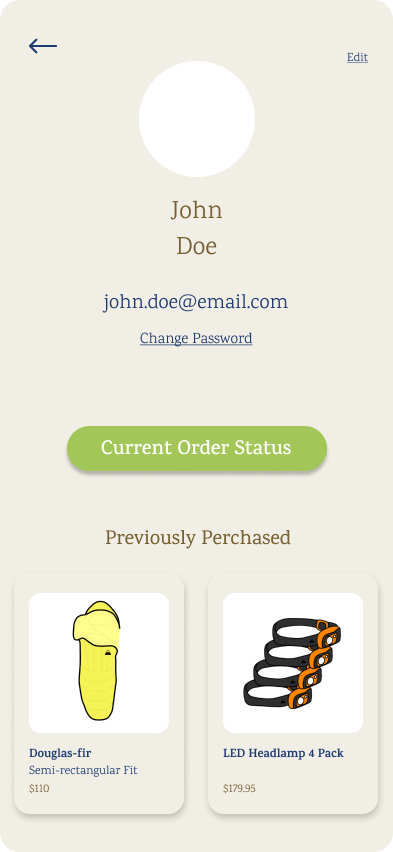 Edit
John
Doe
john.doe@email.com
Change Password
Current Order Status
Previously Perchased
Douglas-fir
Semi-rectangular Fit
$110
LED Headlamp 4 Pack
$179.95